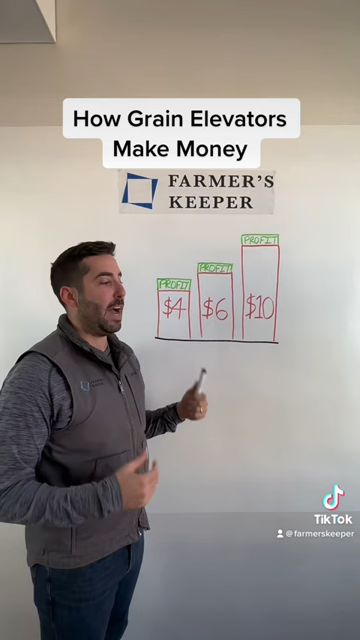 How Grain Elevators
Make Money
FARMER'S
KEEPER
PROFIT
PROFIT
PROFIT
$4
$6
$10
TikTok
@farmerskeeper